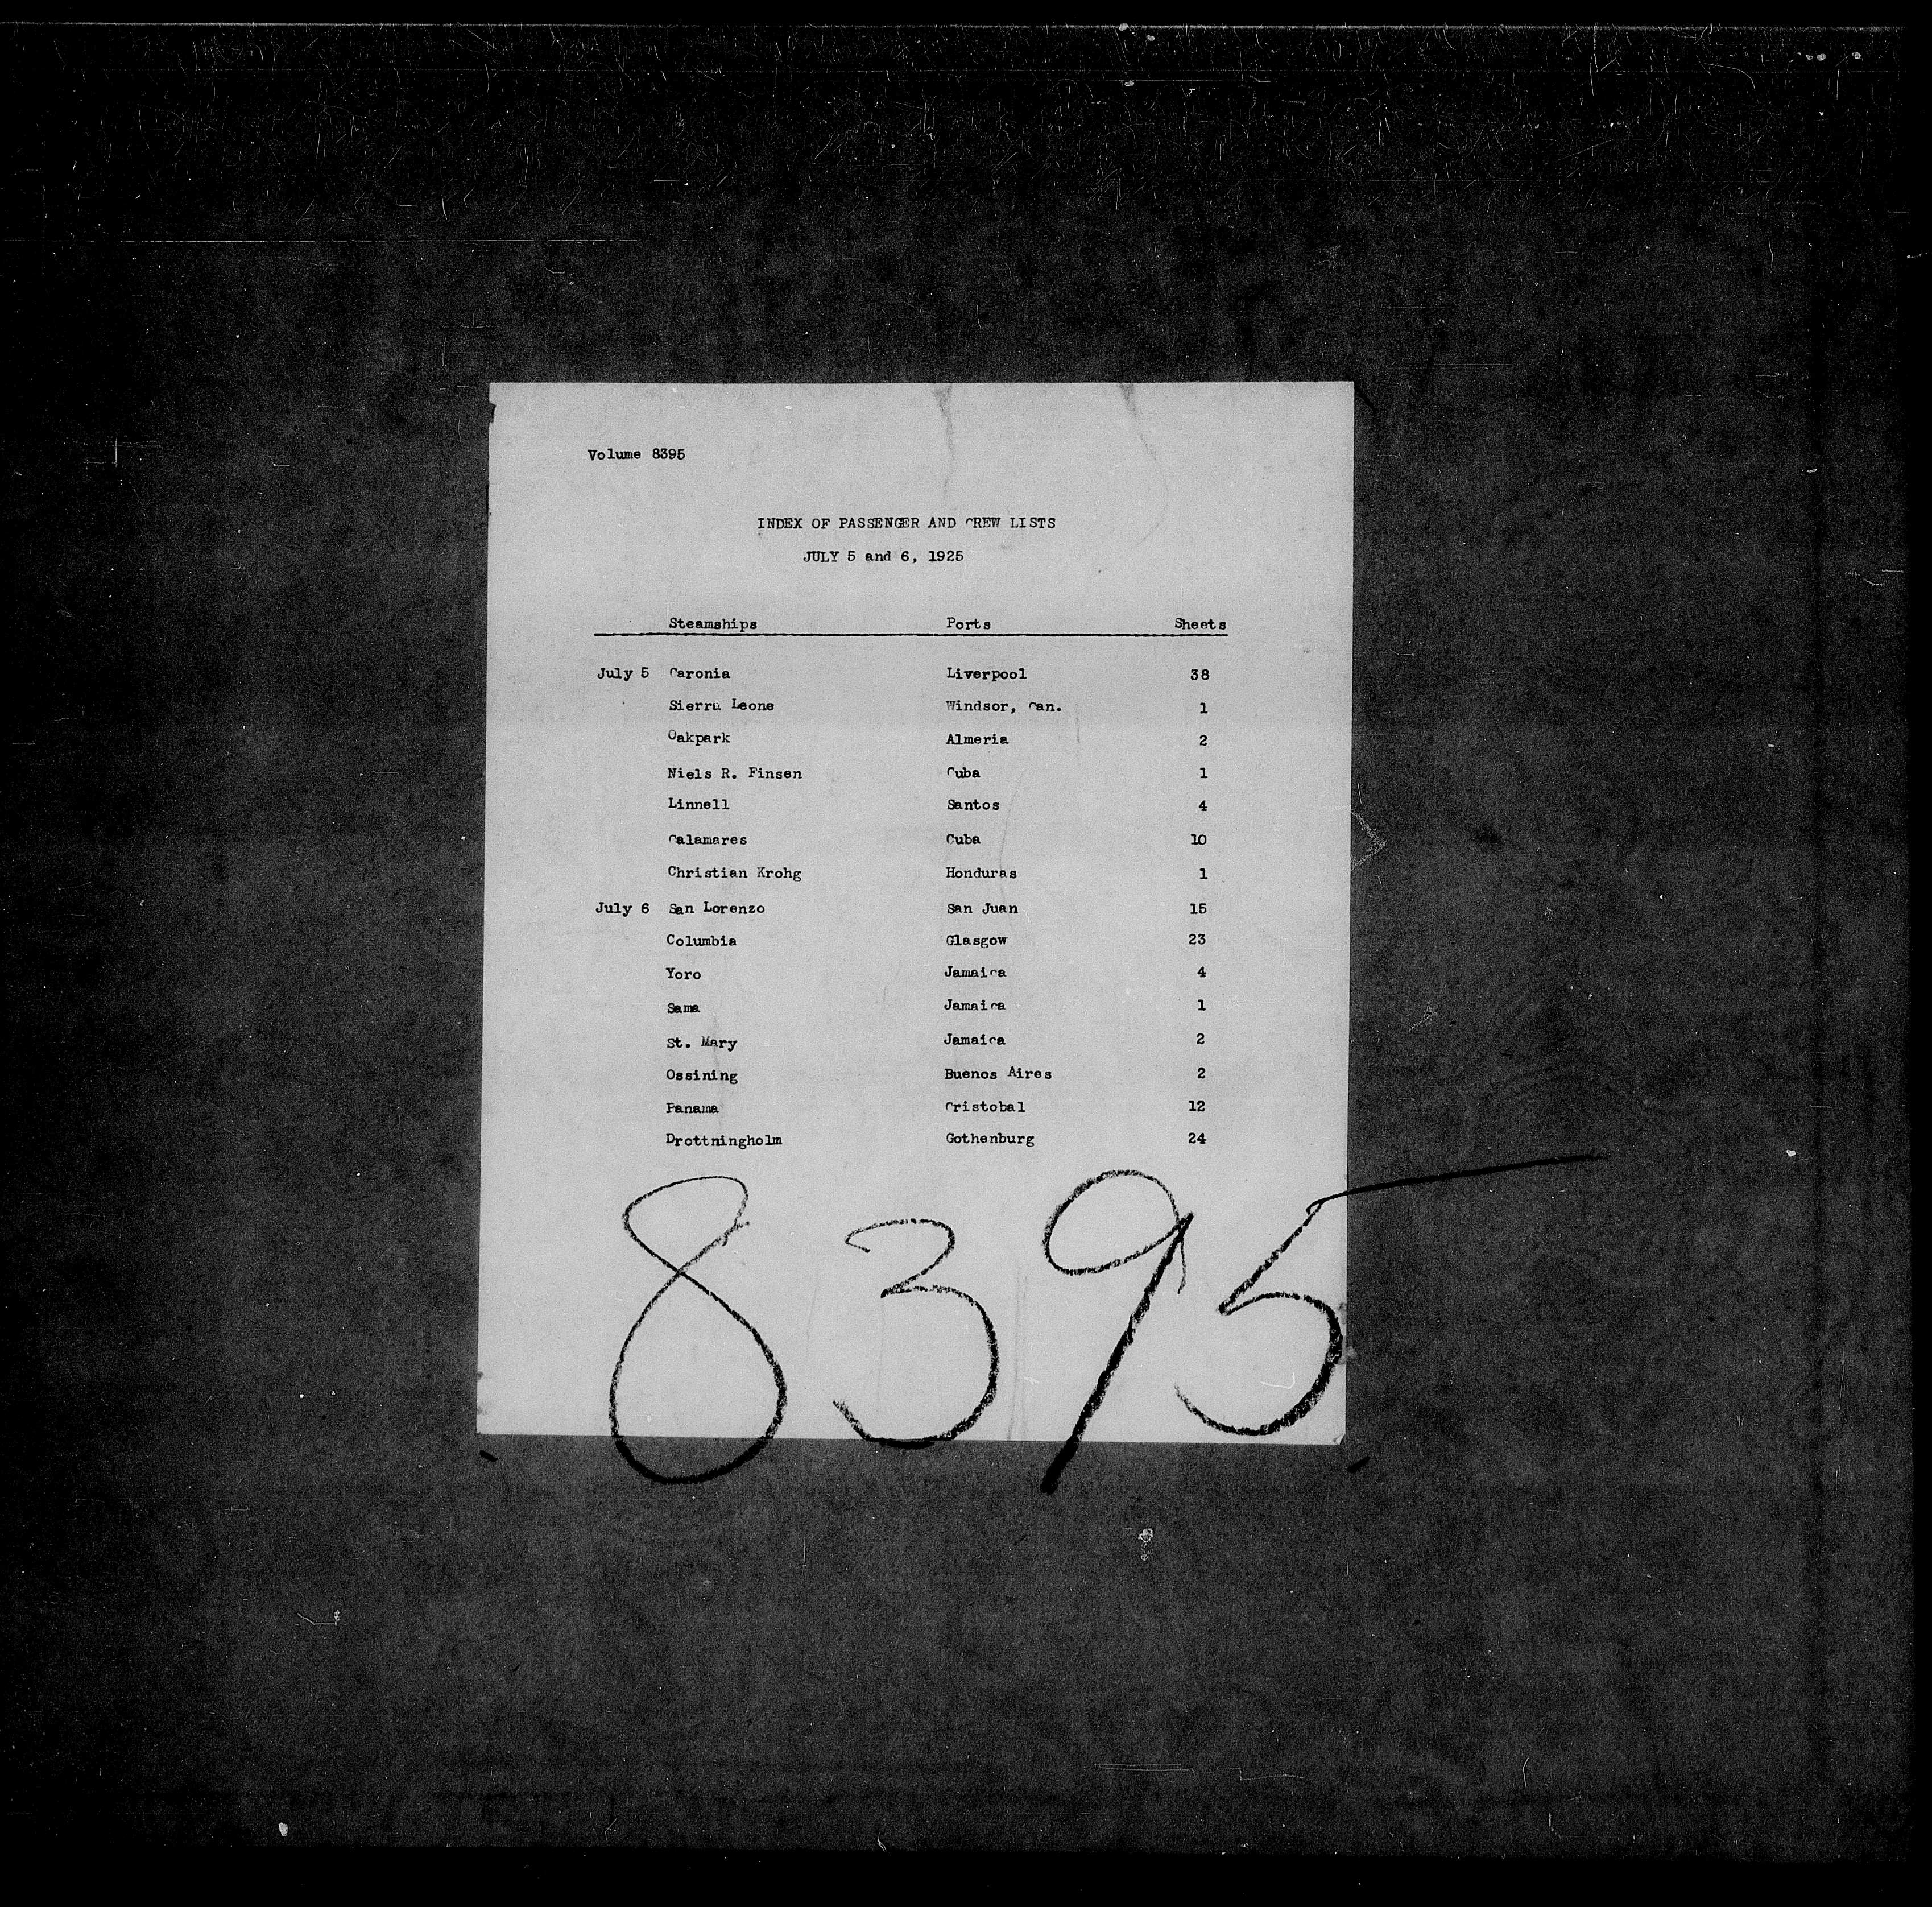 Volume 8395
INDEX OF PASSENGER AND CREW LISTS
JULY 5 and 6, 1925
Steamships Ports Sheets
July 5 Caronia Liverpool 38
Sierra Leone Windsor, Can. 1
Oakpark Almeria 2
Niels R. Finsen Cuba 1
Linnell Santos 4
Calamares Cuba 10
Christian Krohg Honduras 1
July 6 San Lorenzo San Juan 15
Columbia Glasgow 23
Yoro Jamaica 4
Sama Jamaica 1
St. Mary Jamaica 2
Ossining Buenos Aires 2
Panama Cristobal 12
Drottningholm Gothenburg 24
8395